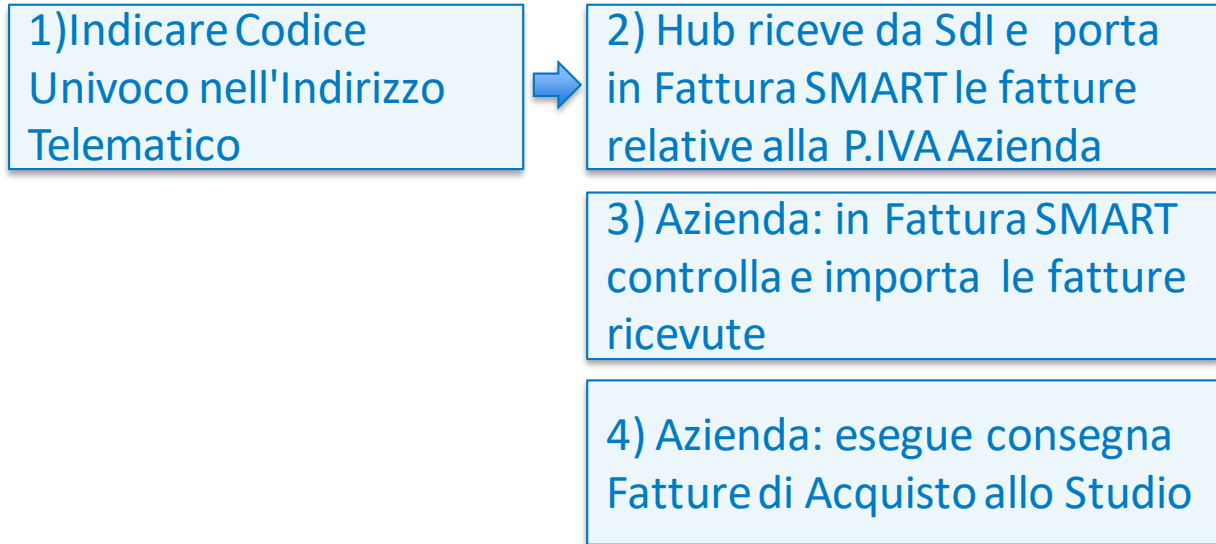 1)Indicare Codice
Univoco nell'Indirizzo
Telematico
2) Hub riceve da SdI e porta
in Fattura SMART le fatture
relative alla P.IVA Azienda
3) Azienda: in Fattura SMART
controlla e importa le fatture
ricevute
4) Azienda: esegue consegna
Fatture di Acquisto allo Studio